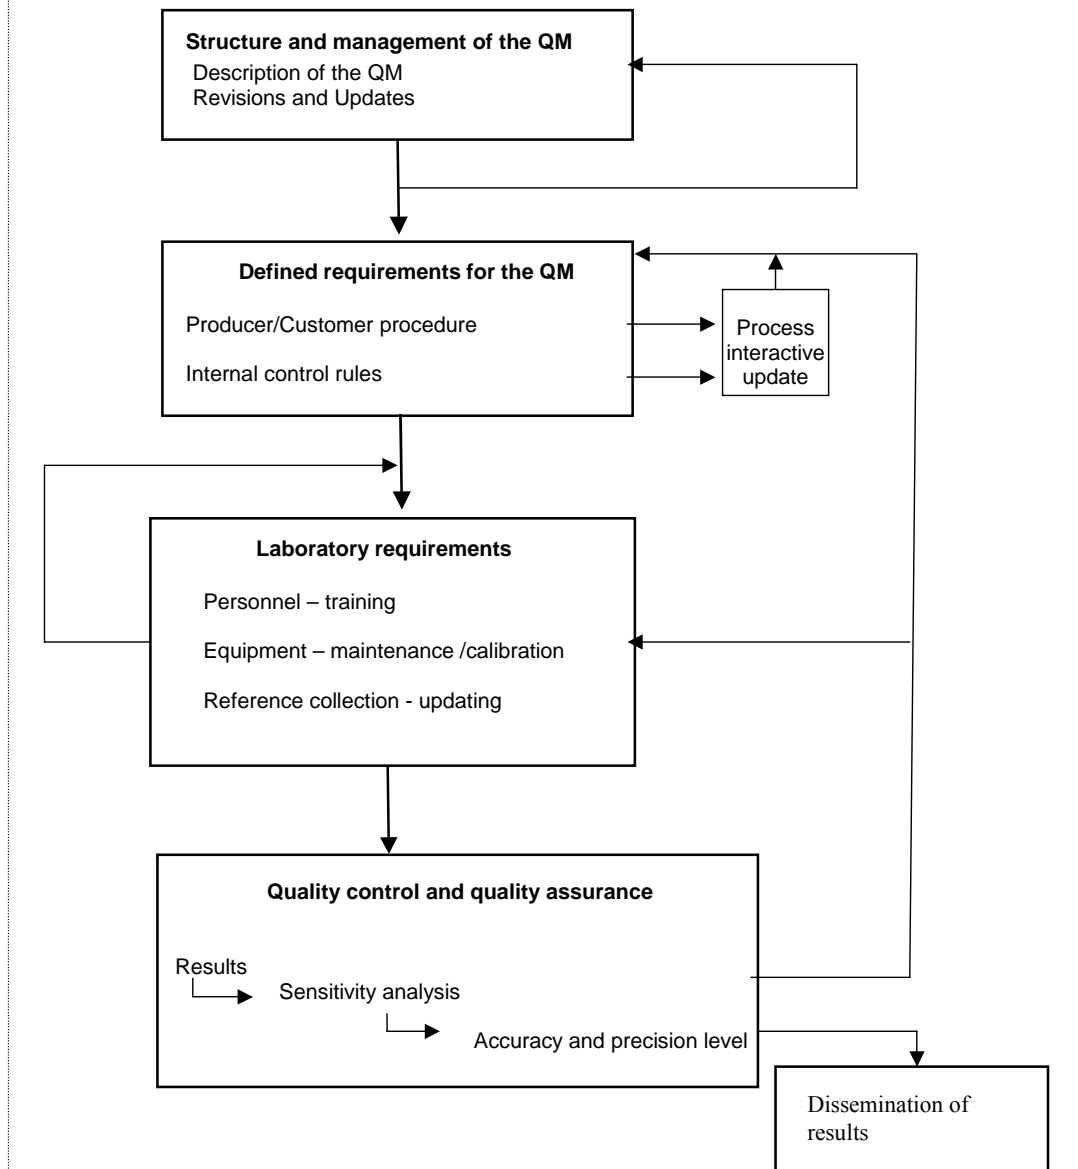 Structure and management of the QM
Description of the QM
Revisions and Updates
Defined requirements for the QM
Producer/Customer procedure
Internal control rules
Process
interactive
update
Laboratory requirements
Personnel – training
Equipment – maintenance /calibration
Reference collection - updating
Quality control and quality assurance
Results
Sensitivity analysis
Accuracy and precision level
Dissemination of
results